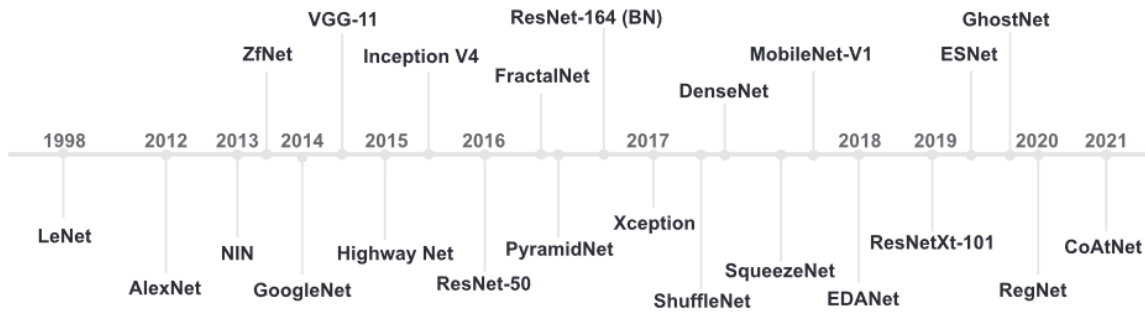 VGG-11
ResNet-164 (BN)
GhostNet
ZfNet
Inception V4
MobileNet-V1
ESNet
FractalNet
DenseNet
1998
2012
2013
2014
2015
2016
2017
2018
2019
2020
2021
LeNet
NIN
Highway Net
PyramidNet
Xception
ResNetXt-101
CoAtNet
AlexNet
GoogleNet
ResNet-50
ShuffleNet
SqueezeNet
EDANet
RegNet